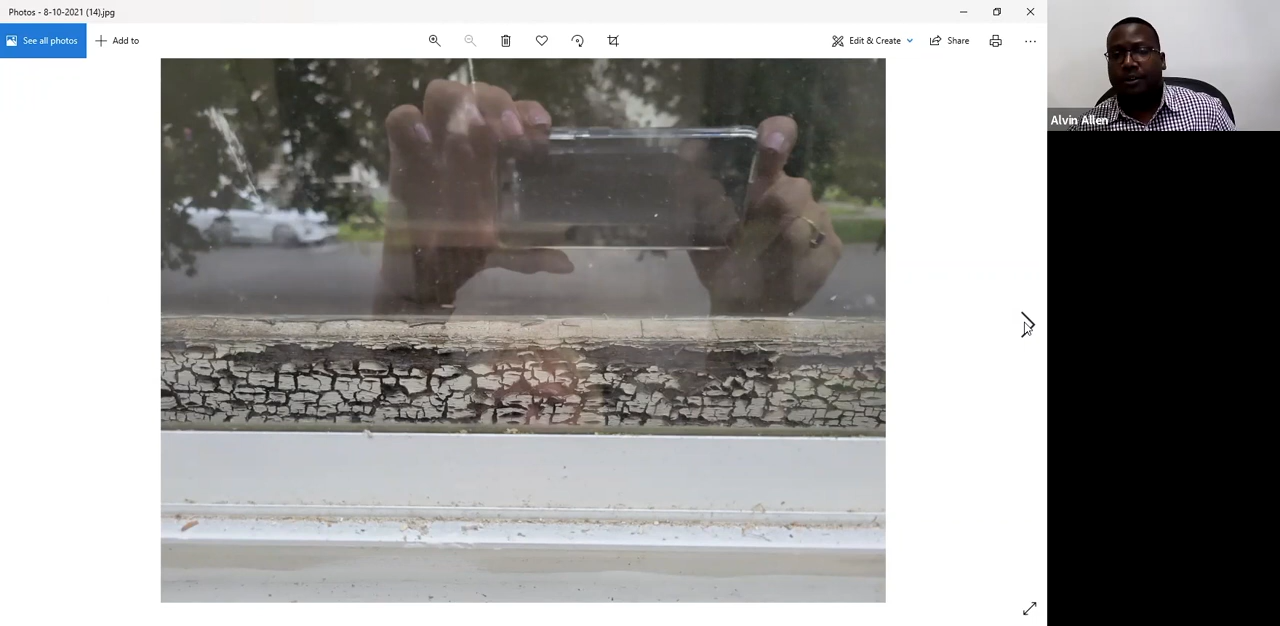 Photos - 8-10-2021 (14).jpg
See all photos
Add to
Edit & Create
Share
Alvin Allen